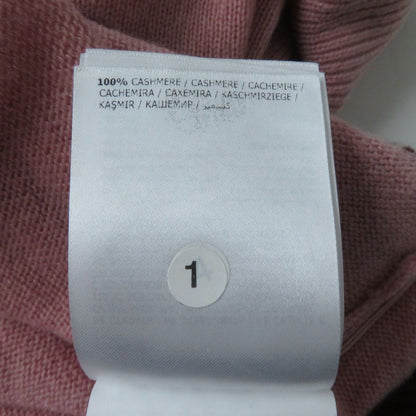 100% CASHMERE / CASHMERE / CACHEMIRE /
CACHEMIRA / CAXEMIRA / KASCHMIRZIEGE /
KAŞMIR / КАШЕМИР / كشمير
1